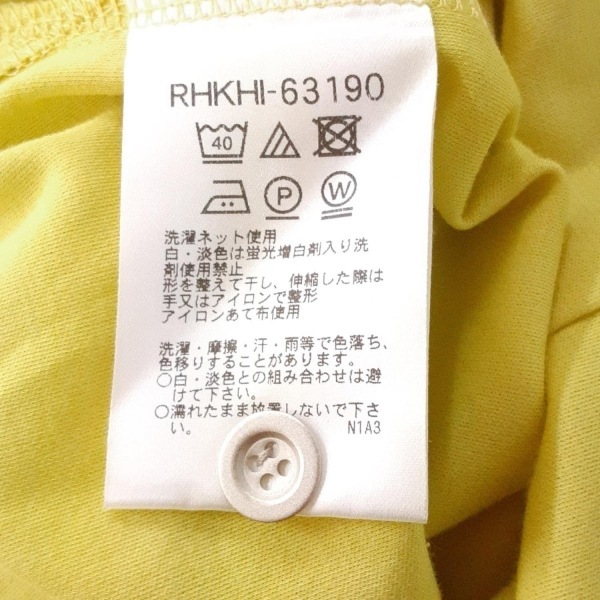 RHKHI-63190
40
P W
洗濯ネット使用
白・淡色は蛍光増白剤入り洗
剤使用禁止
形を整えて干し、伸縮した際は
手又はアイロンで整形
アイロンあて布使用
洗濯・摩擦・汗・雨等で色落ち、
色移りすることがあります。
○白・淡色との組み合わせは避
けて下さい。
○濡れたまま放置しないで下さ
い。 N1A3